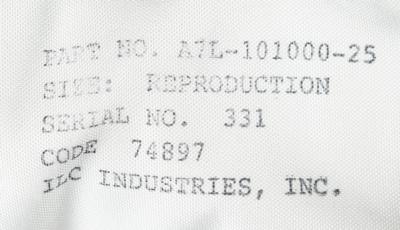 PART NO. A7L-101000-25
SIZE: REPRODUCTION
SERIAL NO. 331
CODE 74897
ILC INDUSTRIES, INC.